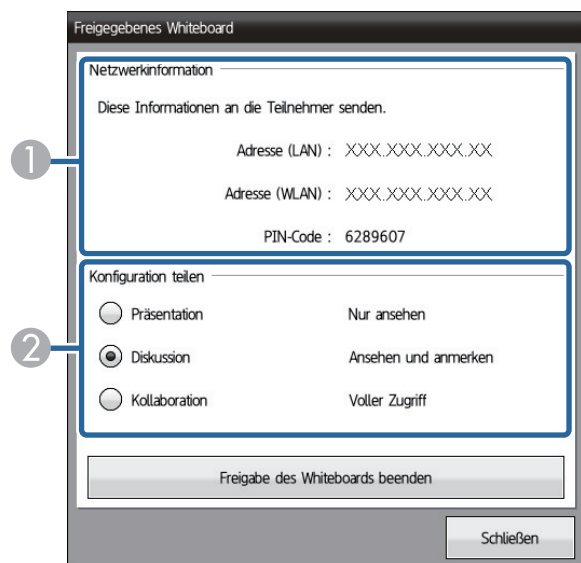 Freigegebenes Whiteboard
Netzwerkinformation
Diese Informationen an die Teilnehmer senden.
1
Adresse (LAN) : XXX.XXX.XXX.XX
Adresse (WLAN) : XXX.XXX.XXX.XX
PIN-Code : 6289607
Konfiguration teilen
Präsentation Nur ansehen
2 Diskussion Ansehen und anmerken
Kollaboration Voller Zugriff
Freigabe des Whiteboards beenden
Schließen